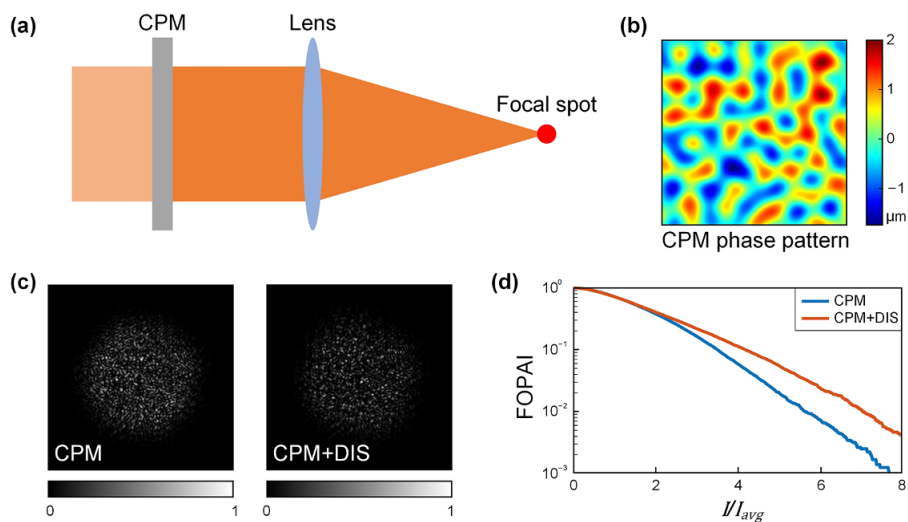 (a)
CPM
Lens
Focal spot
(b)
2
1
0
−1
μm
CPM phase pattern
(c)
CPM
0
1
CPM+DIS
0
1
(d)
FOPAI
10⁰
10⁻¹
10⁻²
10⁻³
0
2
4
6
8
I/I_avg
CPM
CPM+DIS